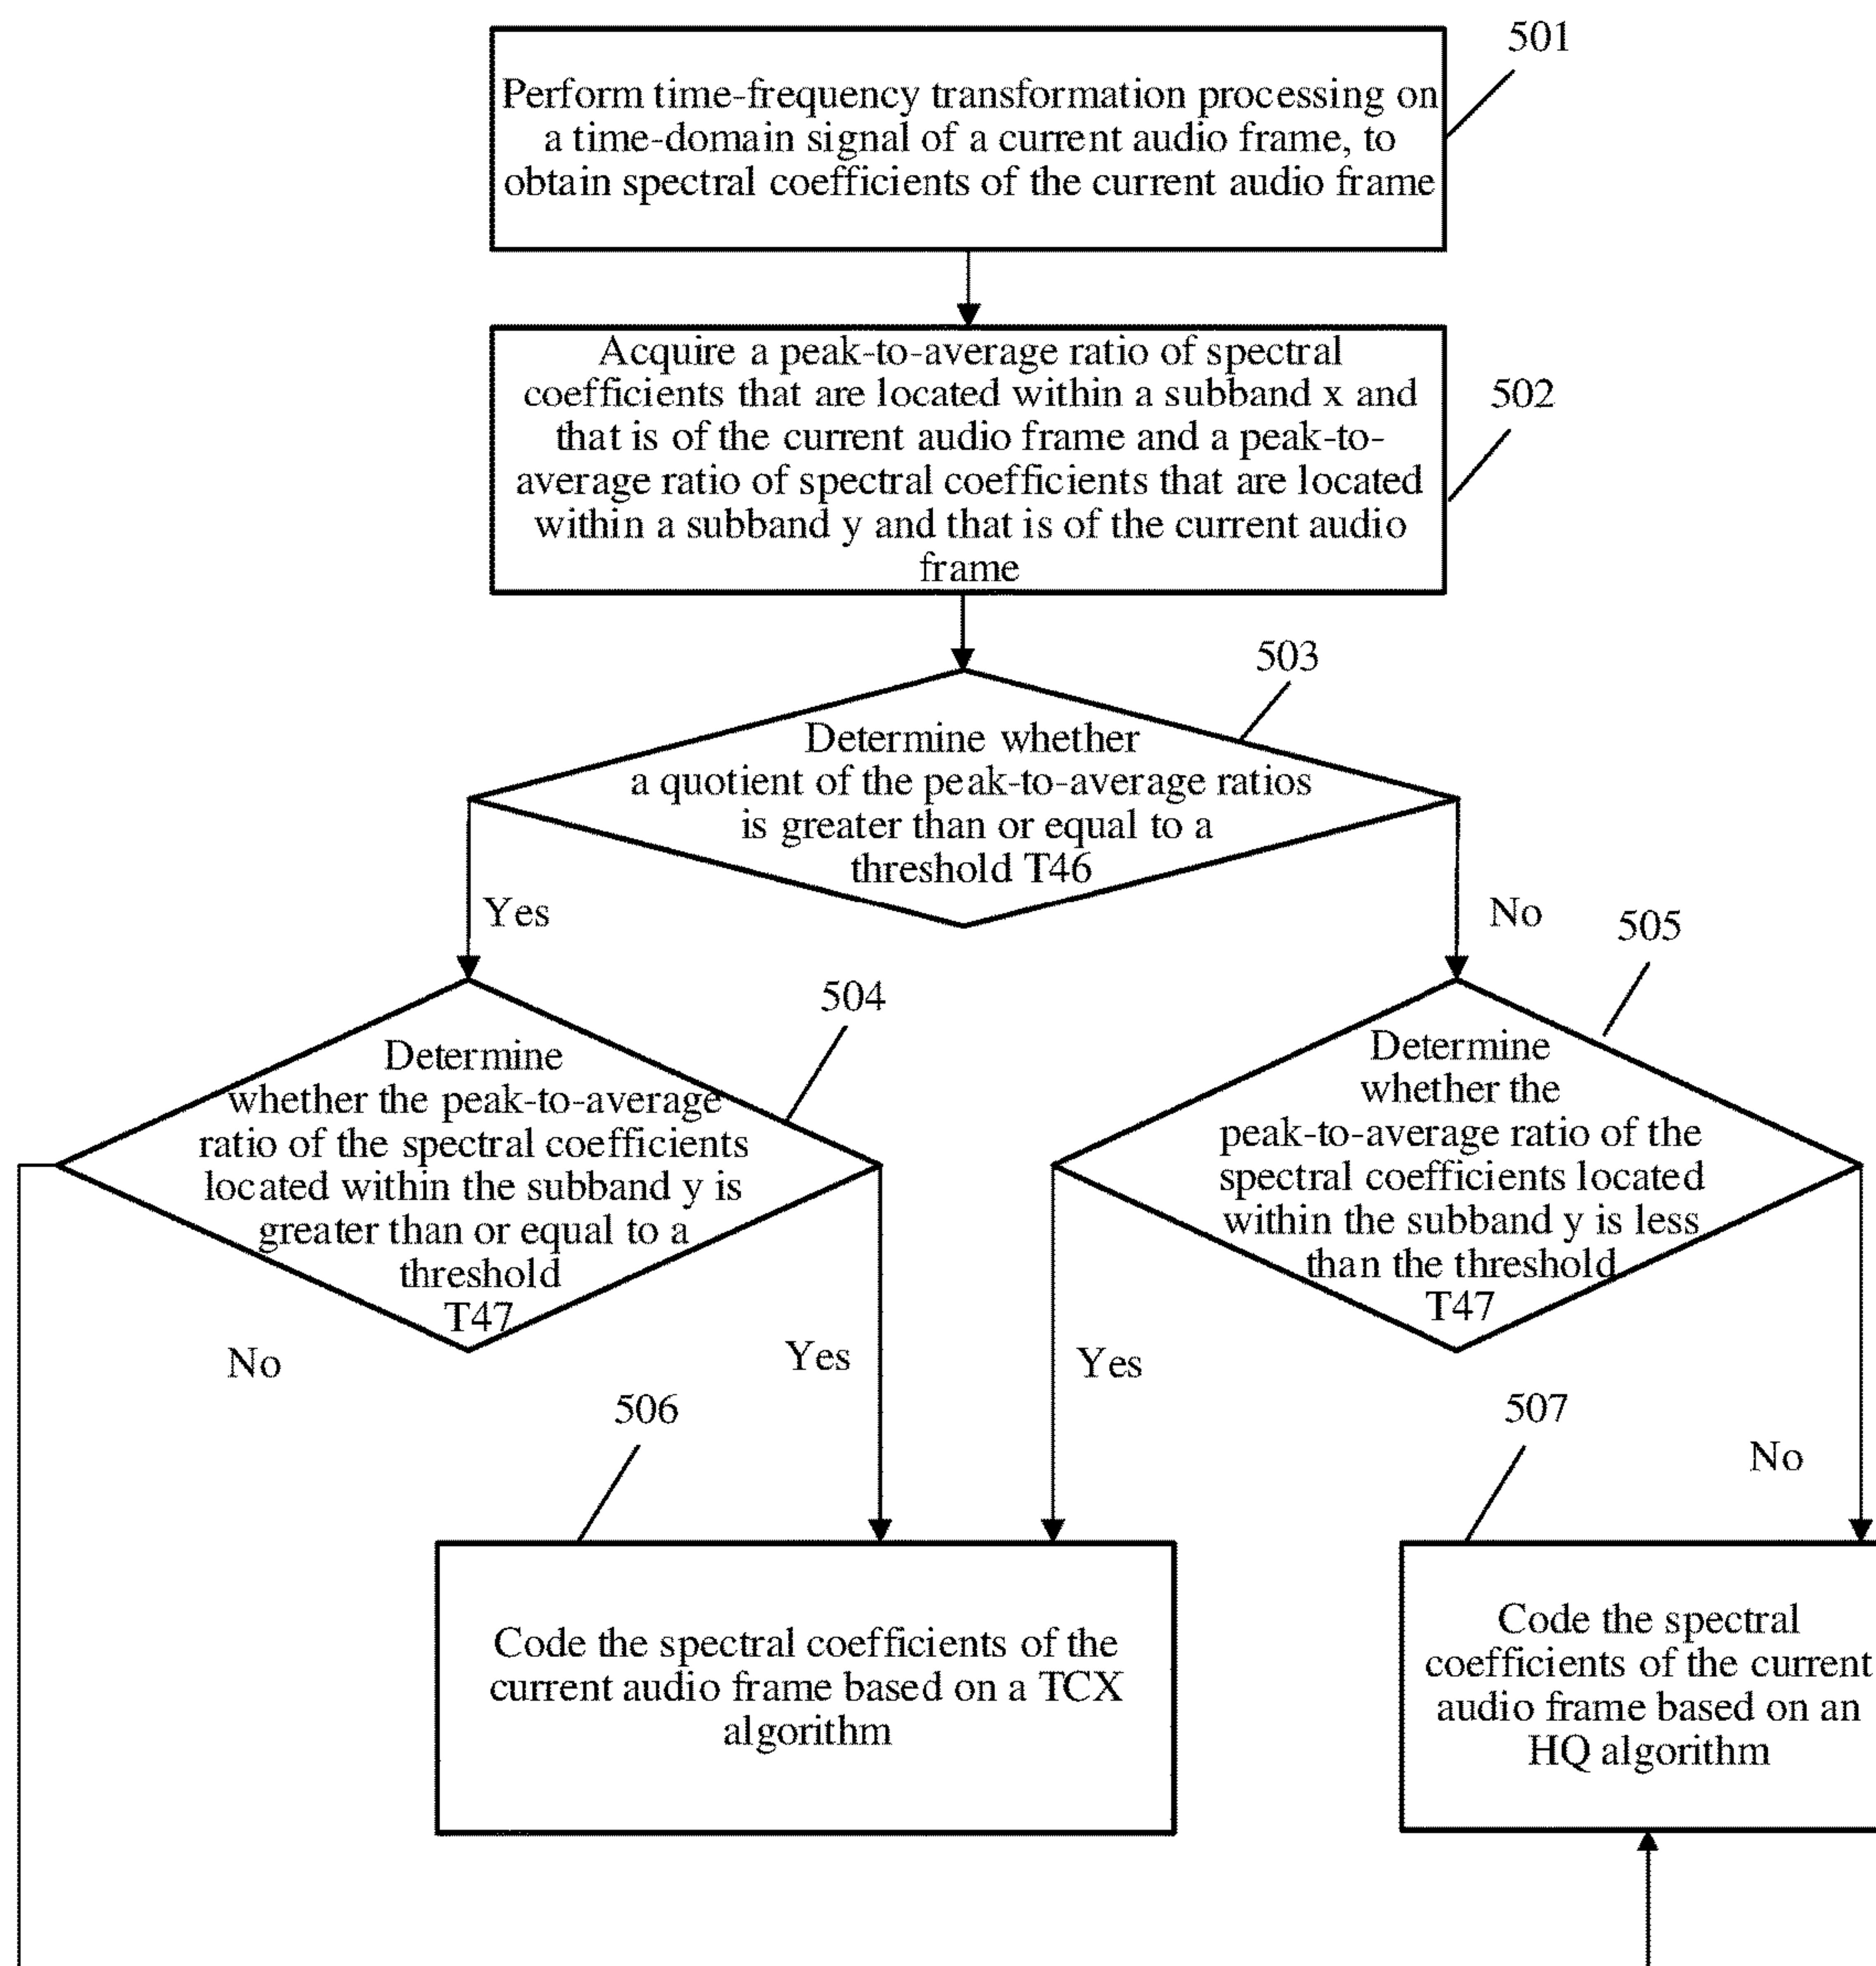 501
Perform time-frequency transformation processing on
a time-domain signal of a current audio frame, to
obtain spectral coefficients of the current audio frame
502
Acquire a peak-to-average ratio of spectral
coefficients that are located within a subband x and
that is of the current audio frame and a peak-to-
average ratio of spectral coefficients that are located
within a subband y and that is of the current audio
frame
503
Determine whether
a quotient of the peak-to-average ratios
is greater than or equal to a
threshold T46
Yes
No
504
Determine
whether the peak-to-average
ratio of the spectral coefficients
located within the subband y is
greater than or equal to a
threshold
T47
No
Yes
505
Determine
whether the
peak-to-average ratio of the
spectral coefficients located
within the subband y is less
than the threshold
T47
Yes
No
506
Code the spectral coefficients of the
current audio frame based on a TCX
algorithm
507
Code the spectral
coefficients of the current
audio frame based on an
HQ algorithm